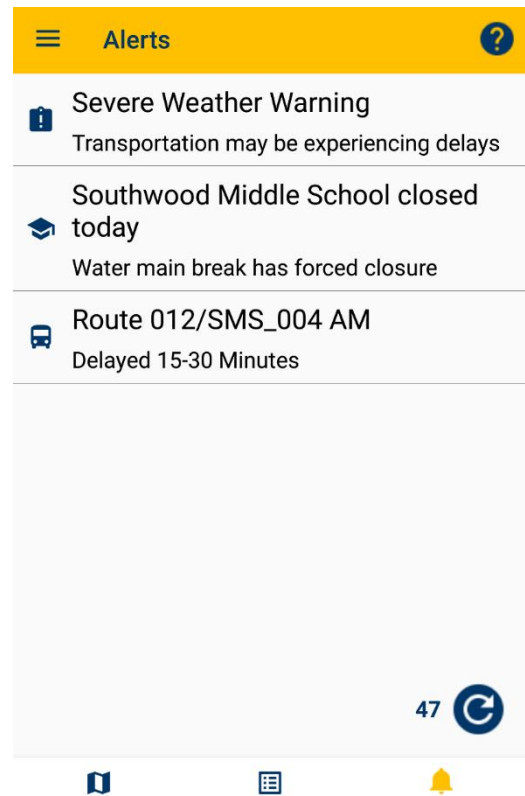 Alerts
Severe Weather Warning
Transportation may be experiencing delays
Southwood Middle School closed
today
Water main break has forced closure
Route 012/SMS_004 AM
Delayed 15-30 Minutes
47